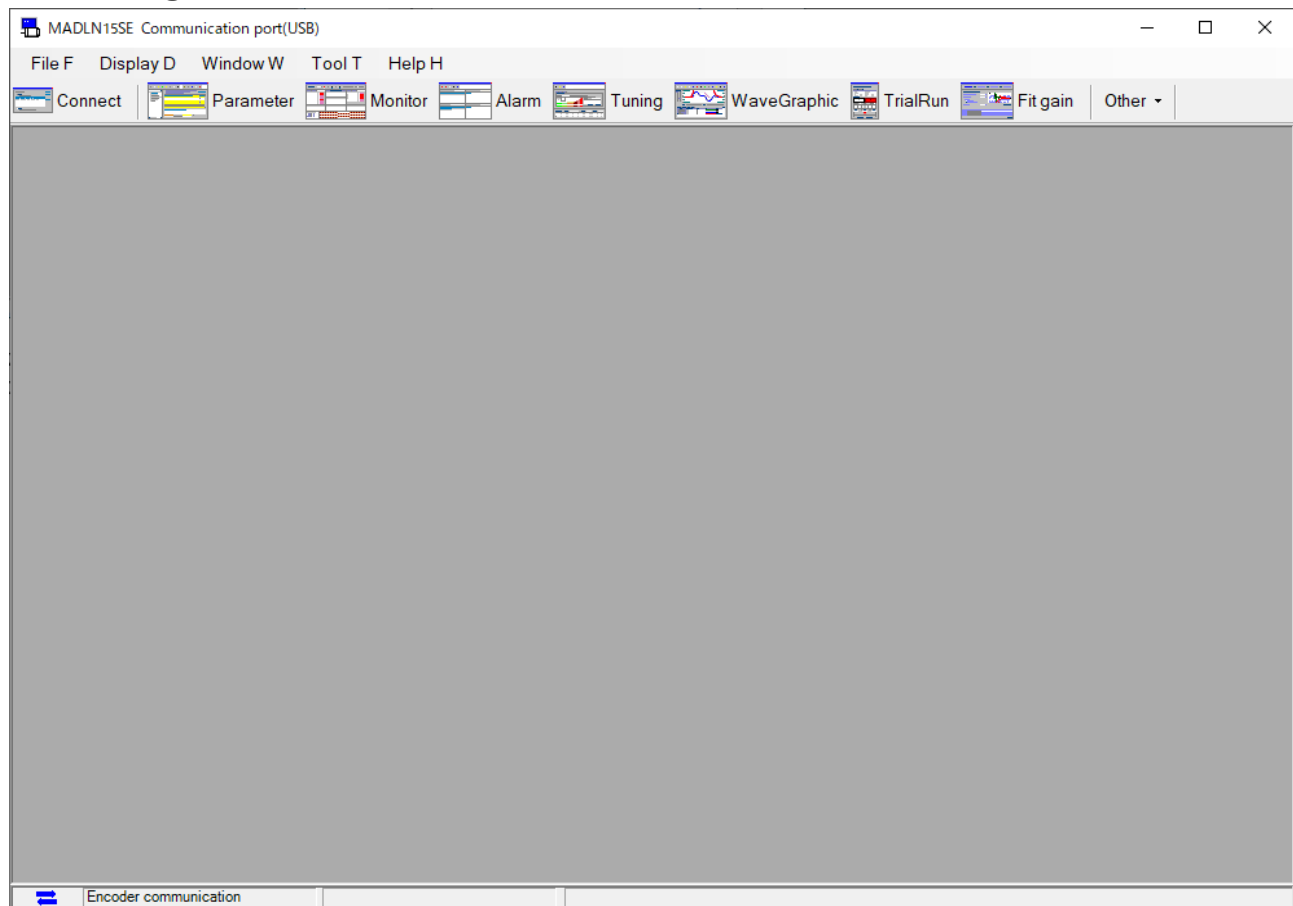 MADLN15SE Communication port(USB)
File F Display D Window W Tool T Help H
Connect Parameter Monitor Alarm Tuning WaveGraphic TrialRun Fit gain Other
Encoder communication